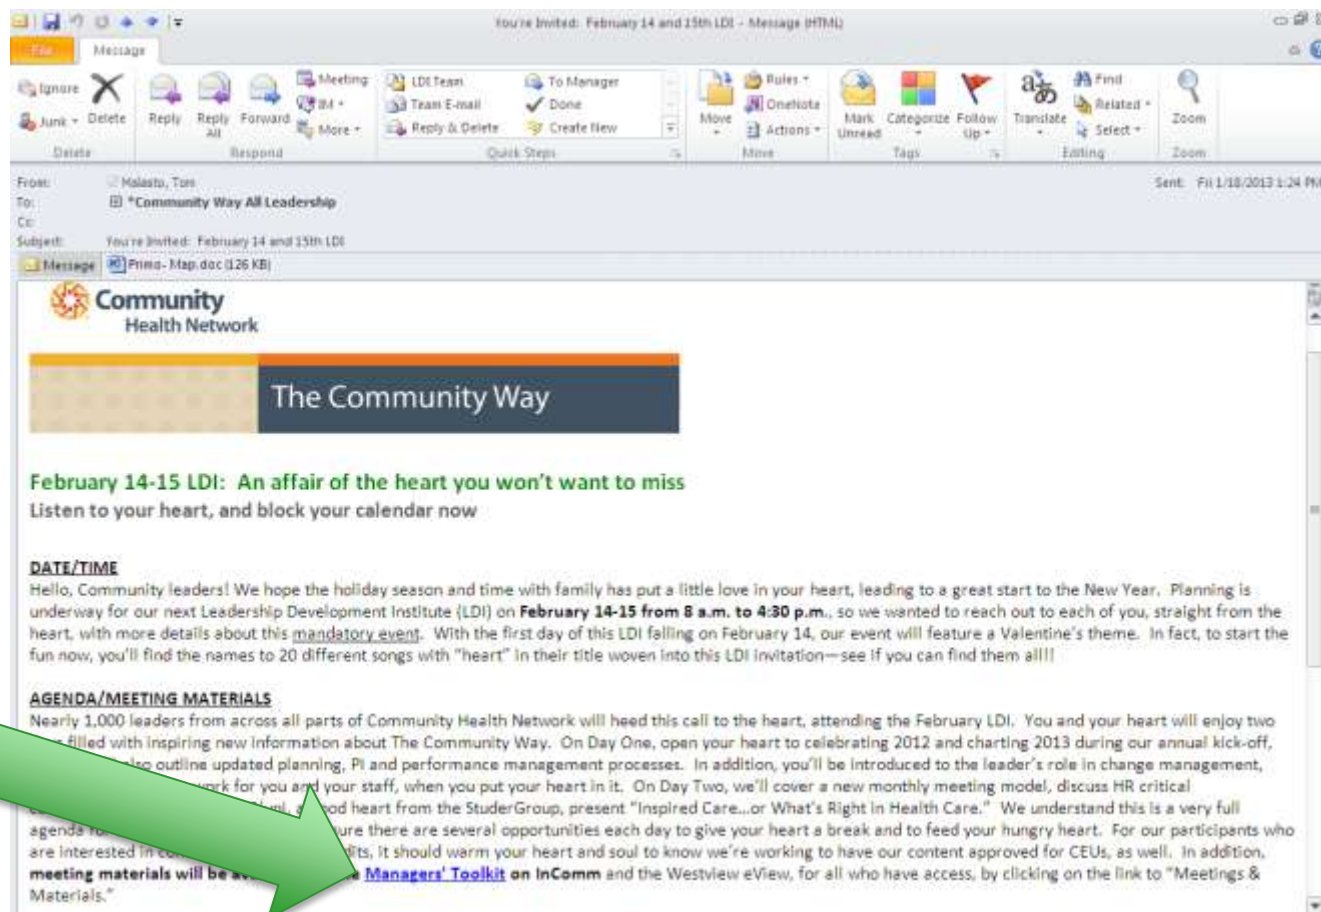 You're Invited: February 14 and 15th LDI - Message (HTML)
File Message
Ignore Delete Reply Reply All Forward Meeting LDI Team To Manager Move Rules OneNote Mark Unread Categorize Follow Up Translate Find Related Zoom
Junk IM Team E-mail Done Actions Select
More Reply & Delete Create New
Delete Respond Quick Steps Move Tags Editing Zoom
From: Malasto, Tom Sent: Fri 1/18/2013 1:24 PM
To: *Community Way All Leadership
Cc:
Subject: You're Invited: February 14 and 15th LDI
Message Primo- Map.doc (126 KB)
Community
Health Network
The Community Way
February 14-15 LDI: An affair of the heart you won't want to miss
Listen to your heart, and block your calendar now
DATE/TIME
Hello, Community leaders! We hope the holiday season and time with family has put a little love in your heart, leading to a great start to the New Year. Planning is
underway for our next Leadership Development Institute (LDI) on February 14-15 from 8 a.m. to 4:30 p.m., so we wanted to reach out to each of you, straight from the
heart, with more details about this mandatory event. With the first day of this LDI falling on February 14, our event will feature a Valentine's theme. In fact, to start the
fun now, you'll find the names to 20 different songs with "heart" in their title woven into this LDI invitation—see if you can find them all!!!
AGENDA/MEETING MATERIALS
Nearly 1,000 leaders from across all parts of Community Health Network will heed this call to the heart, attending the February LDI. You and your heart will enjoy two
filled with inspiring new information about The Community Way. On Day One, open your heart to celebrating 2012 and charting 2013 during our annual kick-off,
also outline updated planning, PI and performance management processes. In addition, you'll be introduced to the leader's role in change management,
for you and your staff, when you put your heart in it. On Day Two, we'll cover a new monthly meeting model, discuss HR critical
heart from the StuderGroup, present "Inspired Care...or What's Right in Health Care." We understand this is a very full
agenda there are several opportunities each day to give your heart a break and to feed your hungry heart. For our participants who
are interested in it should warm your heart and soul to know we're working to have our content approved for CEUs, as well. In addition,
meeting materials will be Managers' Toolkit on InComm and the Westview eView, for all who have access, by clicking on the link to "Meetings &
Materials."